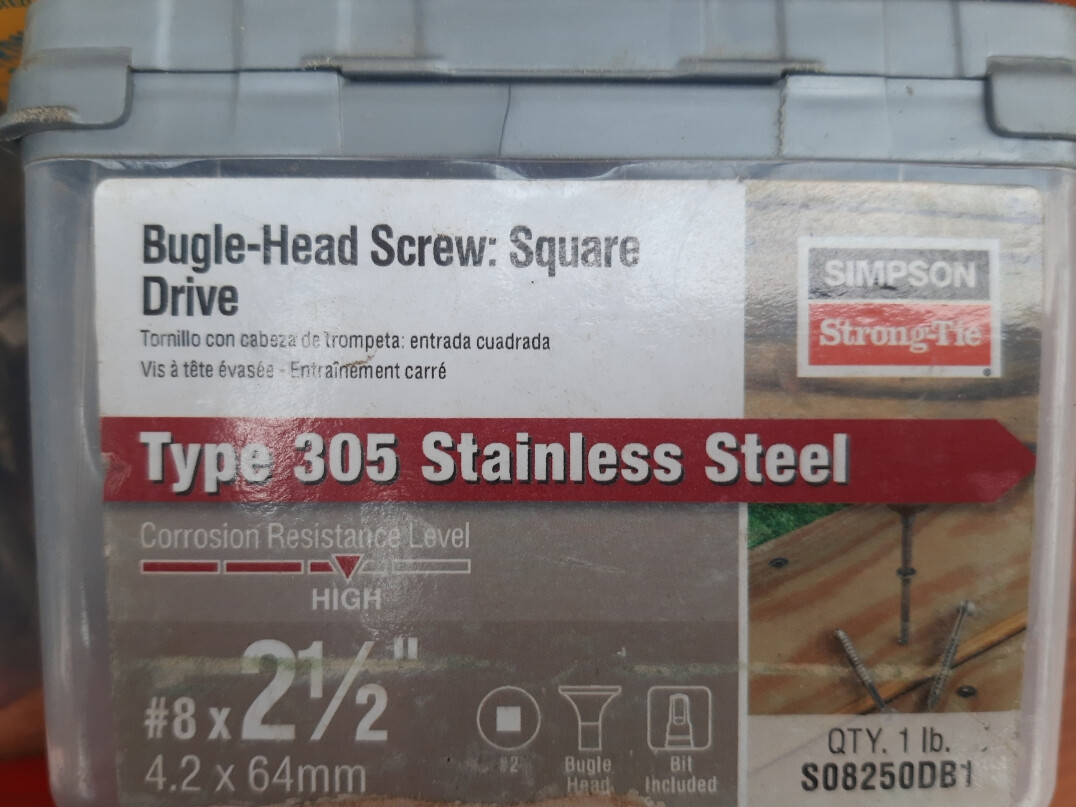 Bugle-Head Screw: Square
Drive
Tornillo con cabeza de trompeta: entrada cuadrada
Vis à tête évasée - Entraînement carré
SIMPSON
Strong-Tie
Type 305 Stainless Steel
Corrosion Resistance Level
HIGH
#8 x 2½"
4.2 x 64mm
#2
Bugle
Head
Bit
Included
QTY. 1 lb.
S08250DB1